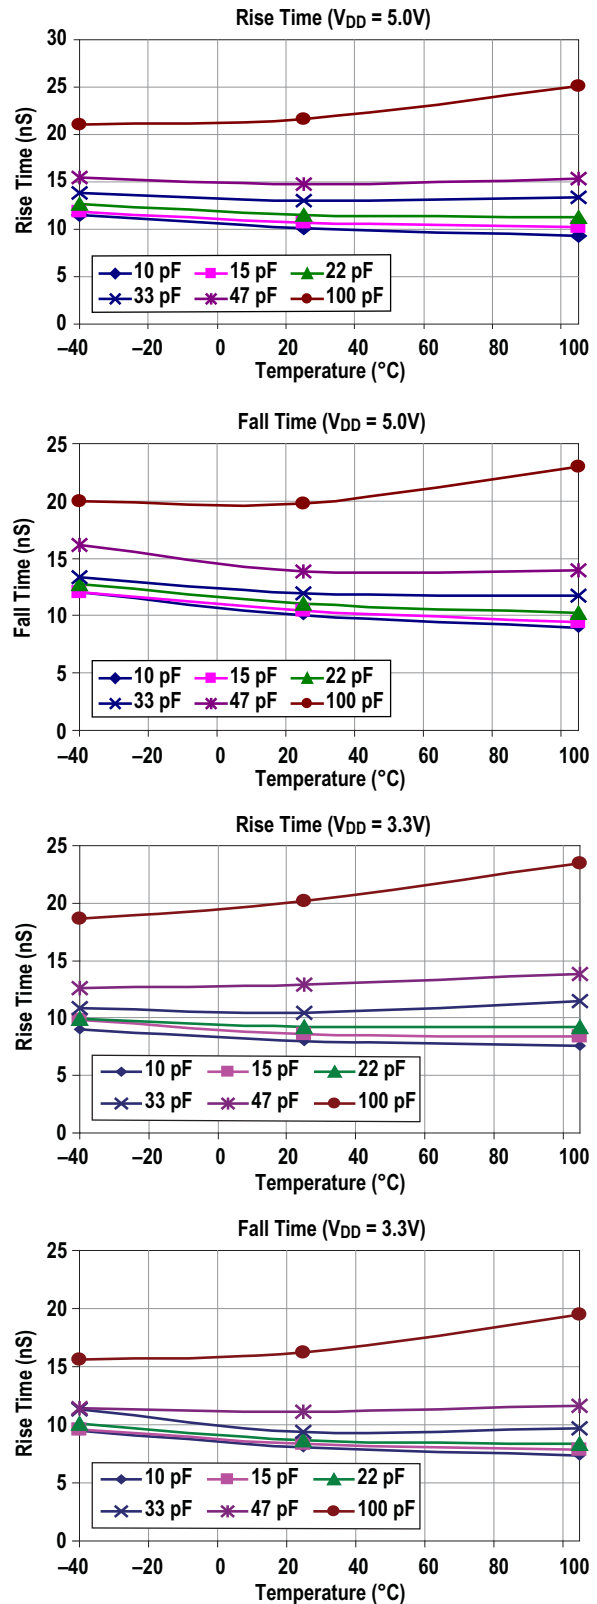 Rise Time (VDD = 5.0V)
Rise Time (nS)
30
25
20
15
10
5
0
10 pF 15 pF 22 pF
33 pF 47 pF 100 pF
–40 –20 0 20 40 60 80 100
Temperature (°C)
Fall Time (VDD = 5.0V)
Fall Time (nS)
25
20
15
10
5
0
10 pF 15 pF 22 pF
33 pF 47 pF 100 pF
–40 –20 0 20 40 60 80 100
Temperature (°C)
Rise Time (VDD = 3.3V)
Rise Time (nS)
25
20
15
10
5
0
10 pF 15 pF 22 pF
33 pF 47 pF 100 pF
–40 –20 0 20 40 60 80 100
Temperature (°C)
Fall Time (VDD = 3.3V)
Rise Time (nS)
25
20
15
10
5
0
10 pF 15 pF 22 pF
33 pF 47 pF 100 pF
–40 –20 0 20 40 60 80 100
Temperature (°C)